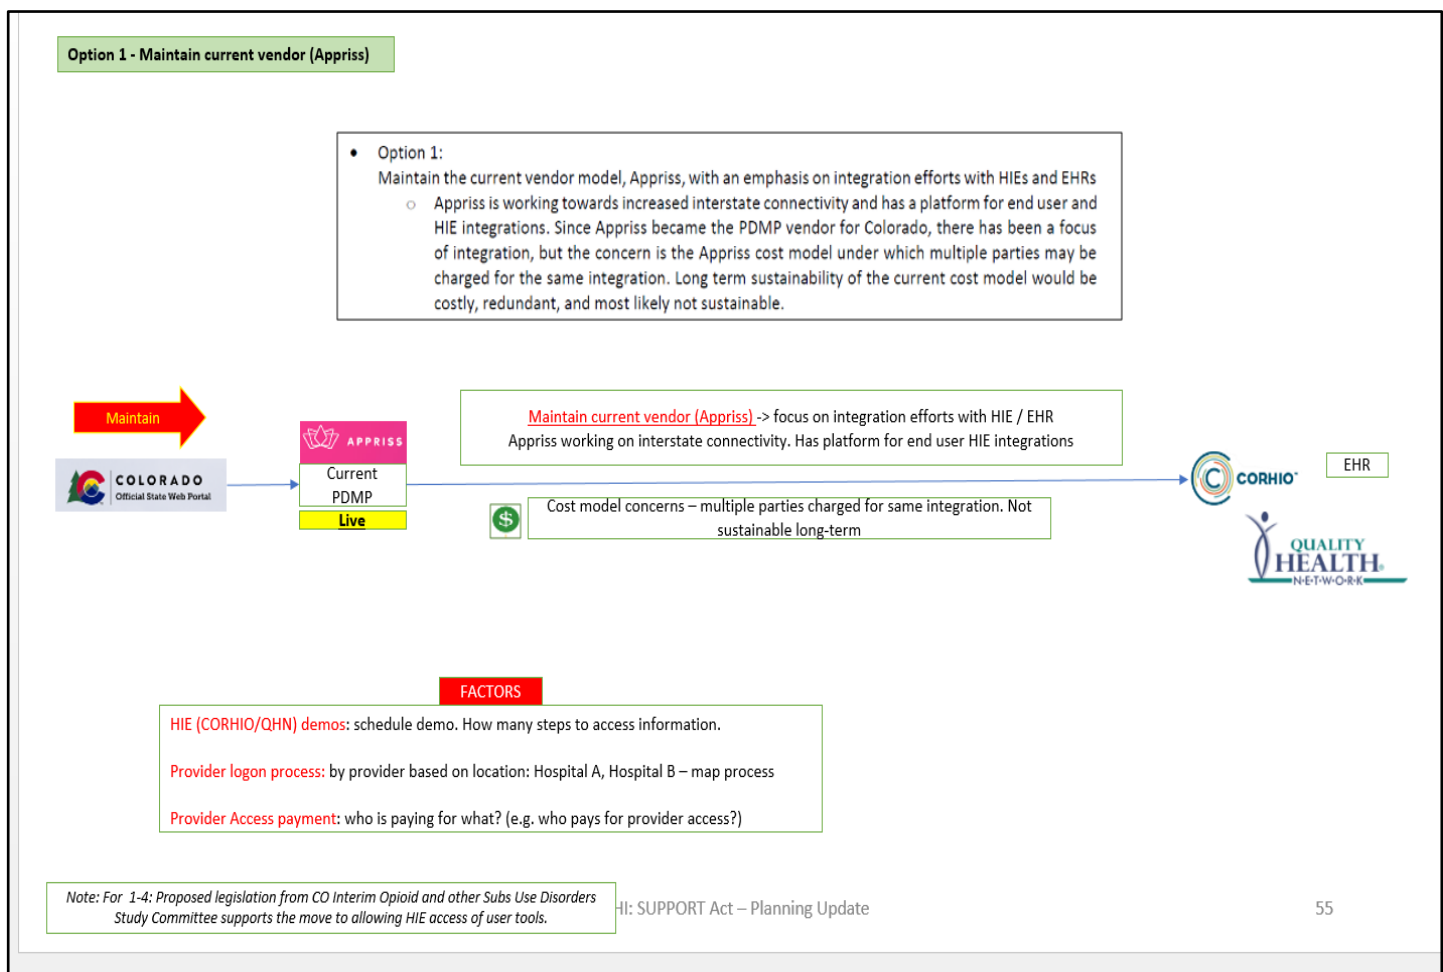 Option 1 - Maintain current vendor (Appriss)
• Option 1:
Maintain the current vendor model, Appriss, with an emphasis on integration efforts with HIEs and EHRs
○ Appriss is working towards increased interstate connectivity and has a platform for end user and
HIE integrations. Since Appriss became the PDMP vendor for Colorado, there has been a focus
of integration, but the concern is the Appriss cost model under which multiple parties may be
charged for the same integration. Long term sustainability of the current cost model would be
costly, redundant, and most likely not sustainable.
Maintain
COLORADO
Official State Web Portal
APPRISS
Current
PDMP
Live
Maintain current vendor (Appriss) -> focus on integration efforts with HIE / EHR
Appriss working on interstate connectivity. Has platform for end user HIE integrations
$
Cost model concerns – multiple parties charged for same integration. Not
sustainable long-term
CORHIO
EHR
QUALITY
HEALTH
N·E·T·W·O·R·K
FACTORS
HIE (CORHIO/QHN) demos: schedule demo. How many steps to access information.
Provider logon process: by provider based on location: Hospital A, Hospital B – map process
Provider Access payment: who is paying for what? (e.g. who pays for provider access?)
Note: For 1-4: Proposed legislation from CO Interim Opioid and other Subs Use Disorders
Study Committee supports the move to allowing HIE access of user tools.
HI: SUPPORT Act – Planning Update
55